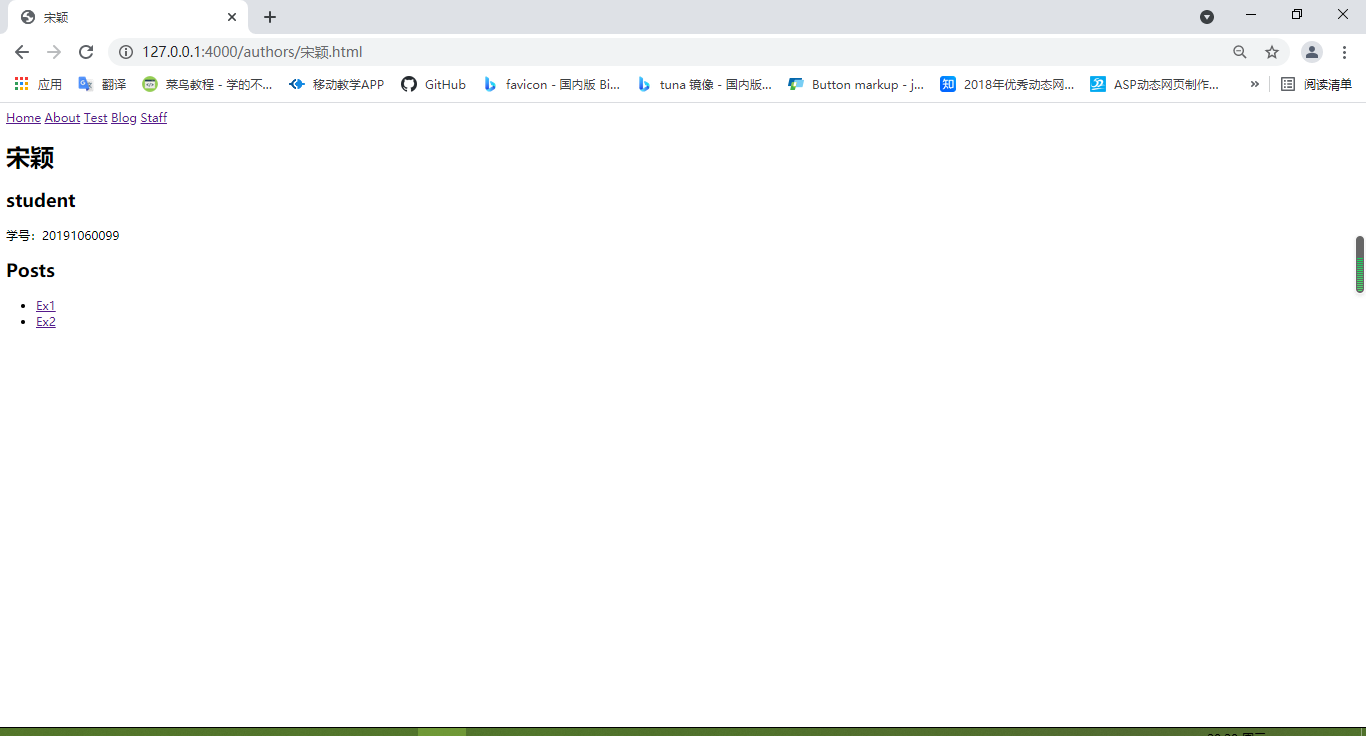 宋颖
127.0.0.1:4000/authors/宋颖.html
应用 翻译 菜鸟教程 - 学的不... 移动教学APP GitHub favicon - 国内版 Bi... tuna 镜像 - 国内版... Button markup - j... 2018年优秀动态网... ASP动态网页制作... » 阅读清单
Home About Test Blog Staff
宋颖
student
学号：20191060099
Posts
Ex1
Ex2